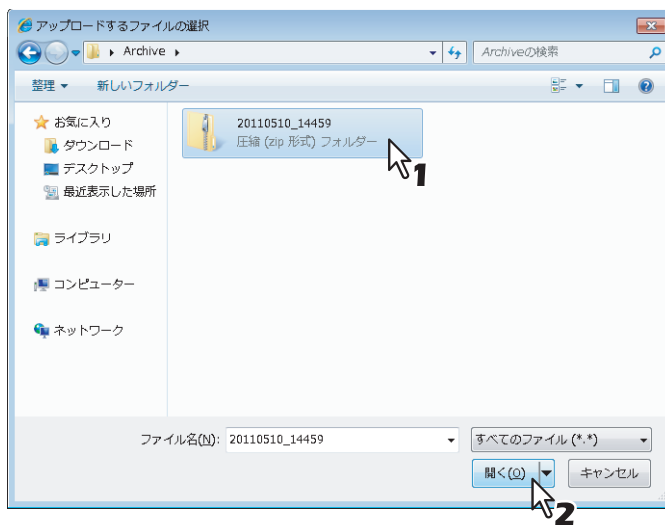 アップロードするファイルの選択
Archive
Archiveの検索
整理
新しいフォルダー
お気に入り
ダウンロード
デスクトップ
最近表示した場所
ライブラリ
コンピューター
ネットワーク
20110510_14459
圧縮 (zip 形式) フォルダー
1
ファイル名(N): 20110510_14459
すべてのファイル (*.*)
開く(O)
キャンセル
2